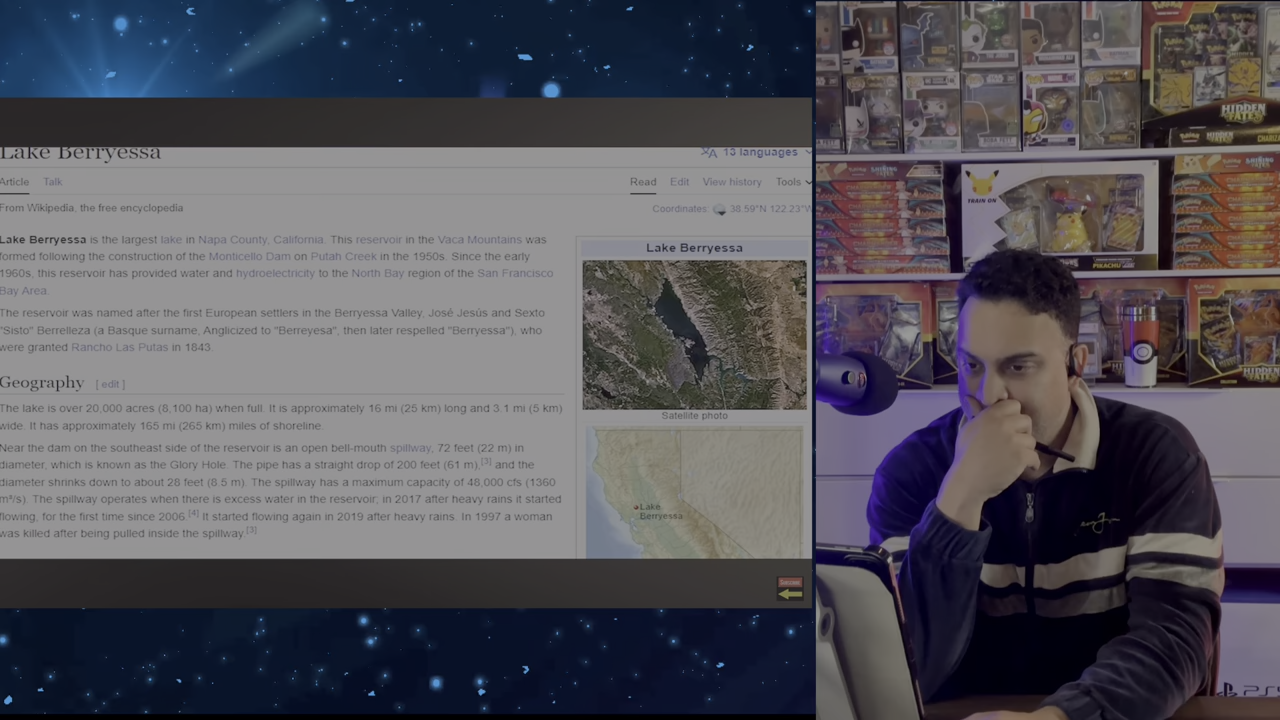 Lake Berryessa
13 languages
Article Talk
Read Edit View history Tools
From Wikipedia, the free encyclopedia
Coordinates: 38.59°N 122.23°W
Lake Berryessa is the largest lake in Napa County, California. This reservoir in the Vaca Mountains was
formed following the construction of the Monticello Dam on Putah Creek in the 1950s. Since the early
1960s, this reservoir has provided water and hydroelectricity to the North Bay region of the San Francisco
Bay Area.
The reservoir was named after the first European settlers in the Berryessa Valley, José Jesús and Sexto
"Sisto" Berrelleza (a Basque surname, Anglicized to "Berreyesa", then later respelled "Berryessa"), who
were granted Rancho Las Putas in 1843.
Geography [ edit ]
The lake is over 20,000 acres (8,100 ha) when full. It is approximately 16 mi (25 km) long and 3.1 mi (5 km)
wide. It has approximately 165 mi (265 km) miles of shoreline.
Near the dam on the southeast side of the reservoir is an open bell-mouth spillway, 72 feet (22 m) in
diameter, which is known as the Glory Hole. The pipe has a straight drop of 200 feet (61 m),[3] and the
diameter shrinks down to about 28 feet (8.5 m). The spillway has a maximum capacity of 48,000 cfs (1360
m³/s). The spillway operates when there is excess water in the reservoir; in 2017 after heavy rains it started
flowing, for the first time since 2006.[4] It started flowing again in 2019 after heavy rains. In 1997 a woman
was killed after being pulled inside the spillway.[3]
Lake Berryessa
Satellite photo
Lake
Berryessa
HIDDEN
FATES
HIDDEN
TRAIN ON
PIKACHU
HIDDEN
FATES